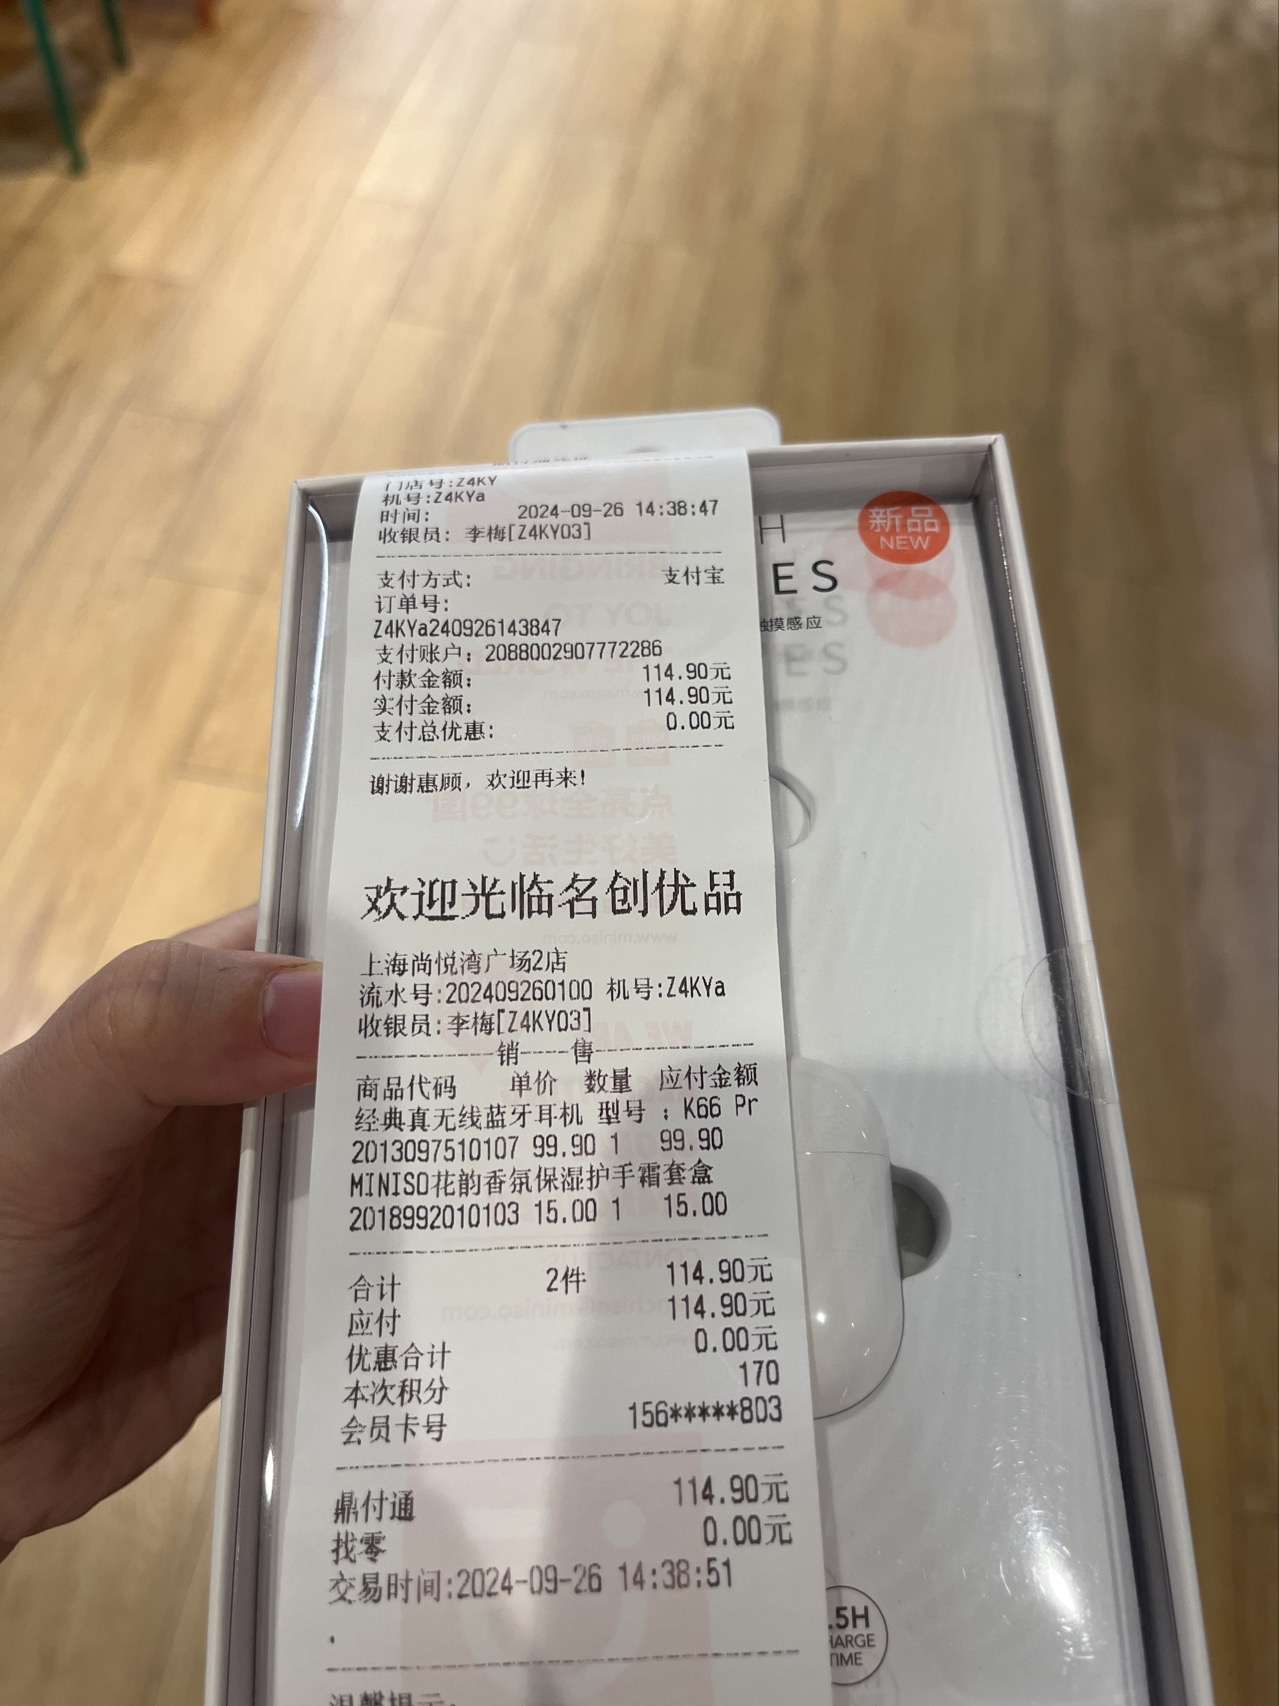 门店号:Z4KY
机号:Z4KYa
时间: 2024-09-26 14:38:47
收银员: 李梅[Z4KY03]
支付方式: 支付宝
订单号:
Z4KYa240926143847
支付账户: 2088002907772286
付款金额: 114.90元
实付金额: 114.90元
支付总优惠: 0.00元
谢谢惠顾，欢迎再来!
欢迎光临名创优品
上海尚悦湾广场2店
流水号:202409260100 机号:Z4KYa
收银员:李梅[Z4KY03]
销----售
商品代码 单价 数量 应付金额
经典真无线蓝牙耳机 型号 : K66 Pr
2013097510107 99.90 1 99.90
MINISO花韵香氛保湿护手霜套盒
2018992010103 15.00 1 15.00
合计 2件 114.90元
应付 114.90元
优惠合计 0.00元
本次积分 170
会员卡号 156*****803
鼎付通 114.90元
找零 0.00元
交易时间:2024-09-26 14:38:51
.
温馨提示:
新品
NEW
H
ES
触摸感应
.5H
HARGE
TIME